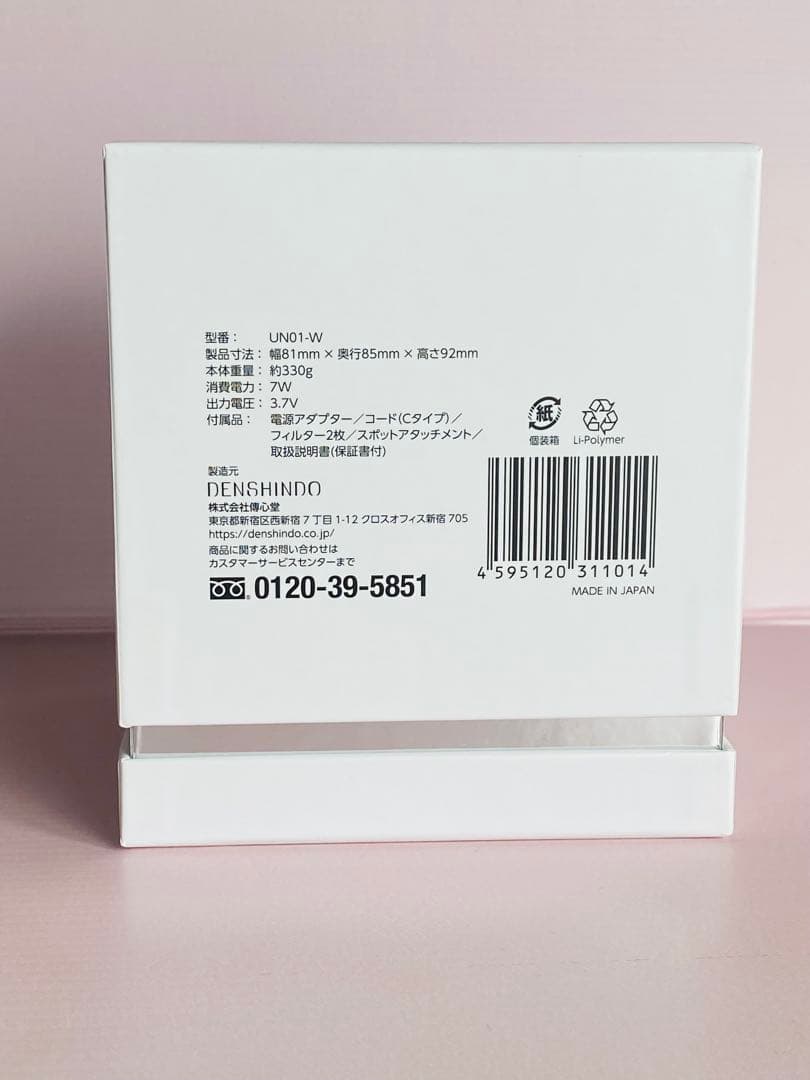 型番： UN01-W
製品寸法： 幅81mm × 奥行85mm × 高さ92mm
本体重量： 約330g
消費電力： 7W
出力電圧： 3.7V
付属品： 電源アダプター／コード(Cタイプ)／
フィルター2枚／スポットアタッチメント／
取扱説明書(保証書付)
紙
個装箱
Li-Polymer
製造元
DENSHINDO
株式会社傳心堂
東京都新宿区西新宿7丁目1-12 クロスオフィス新宿 705
https://denshindo.co.jp/
商品に関するお問い合わせは
カスタマーサービスセンターまで
0120-39-5851
4 595120 311014
MADE IN JAPAN